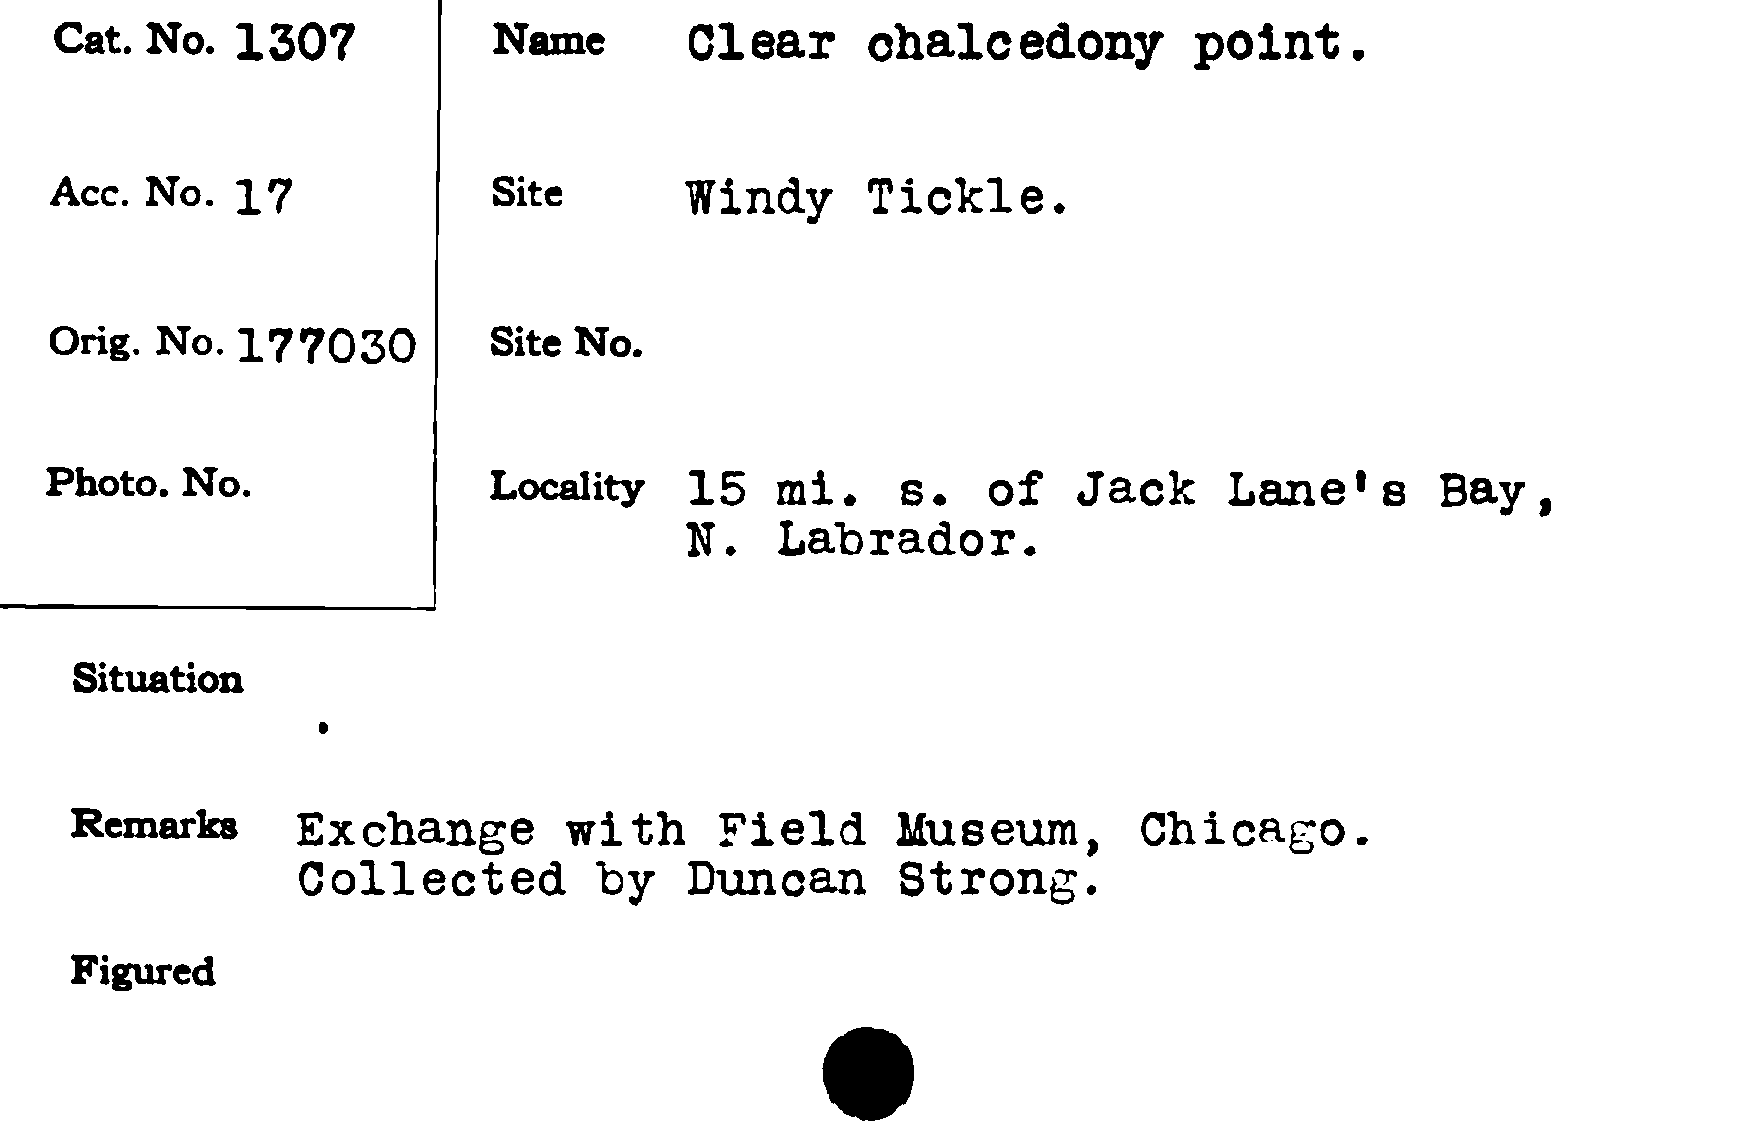 Cat. No. 1307
Name Clear chalcedony point.
Acc. No. 17
Site Windy Tickle.
Orig. No. 177030
Site No.
Photo. No.
Locality 15 mi. s. of Jack Lane's Bay,
N. Labrador.
Situation
Remarks Exchange with Field Museum, Chicago.
Collected by Duncan Strong.
Figured